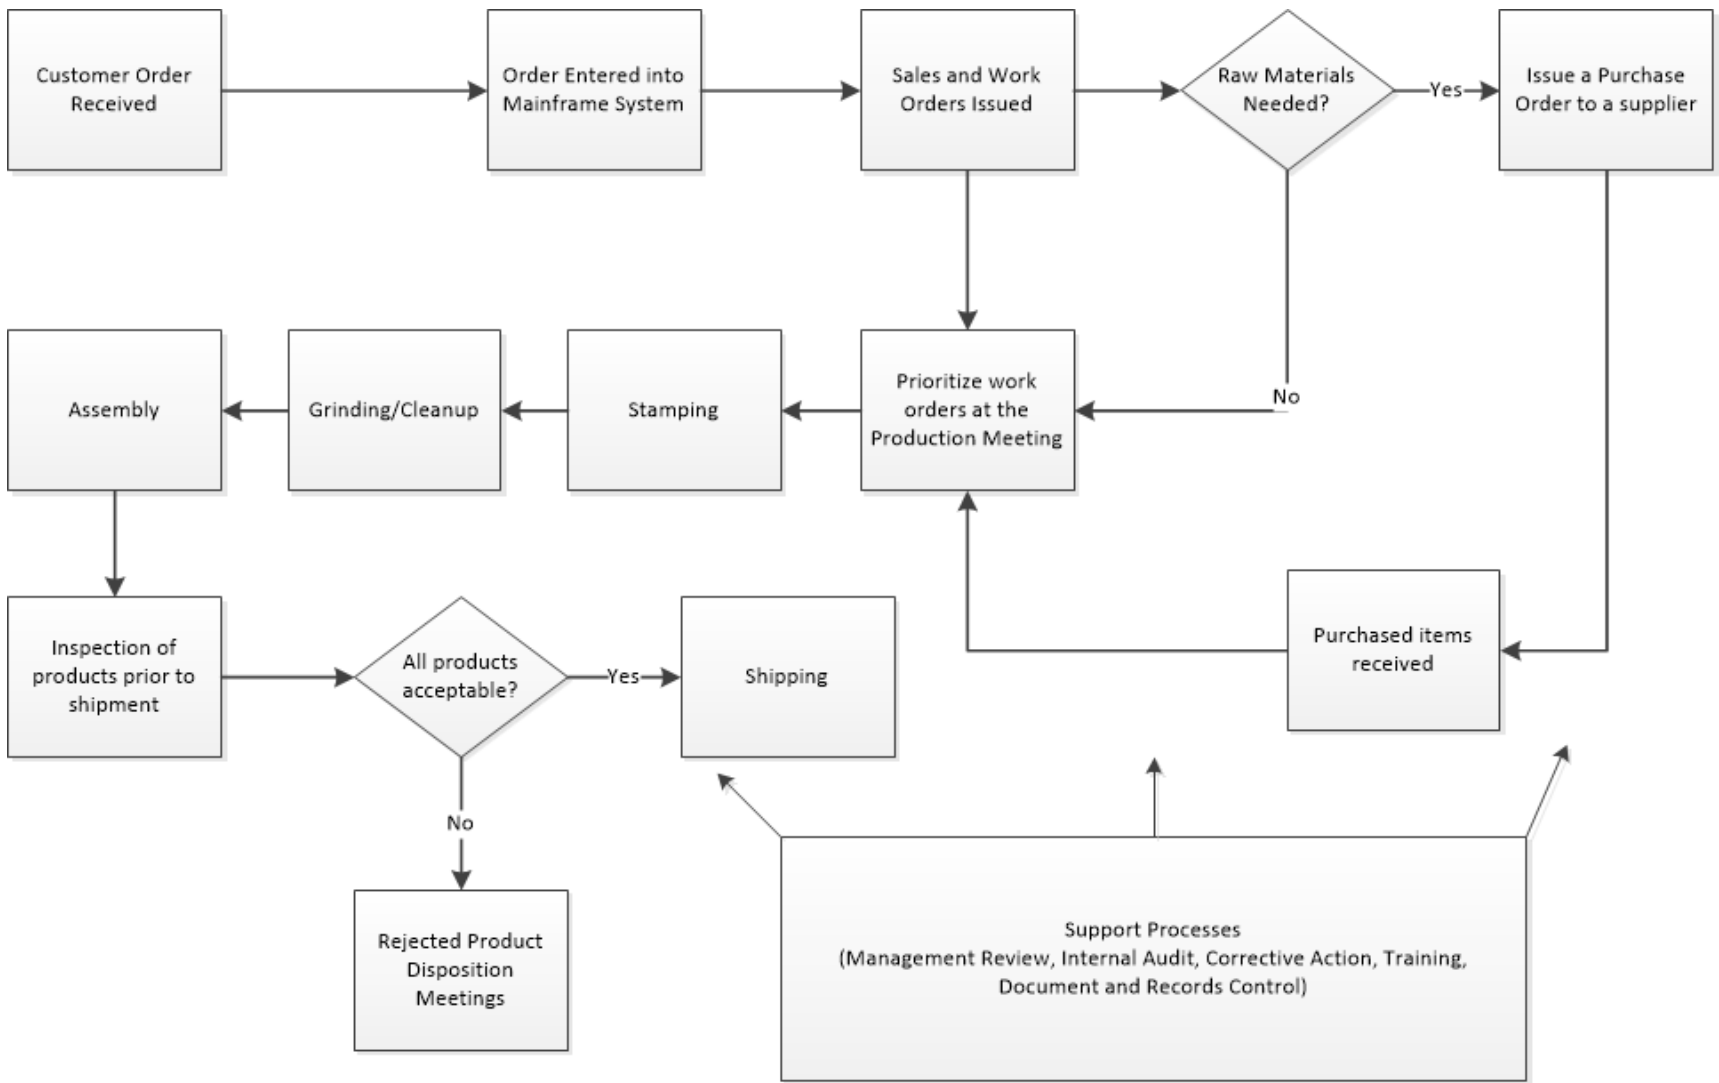 Customer Order
Received
Order Entered into
Mainframe System
Sales and Work
Orders Issued
Raw Materials
Needed?
Yes
Issue a Purchase
Order to a supplier
No
Assembly
Grinding/Cleanup
Stamping
Prioritize work
orders at the
Production Meeting
Purchased items
received
Inspection of
products prior to
shipment
All products
acceptable?
Yes
Shipping
No
Rejected Product
Disposition
Meetings
Support Processes
(Management Review, Internal Audit, Corrective Action, Training,
Document and Records Control)